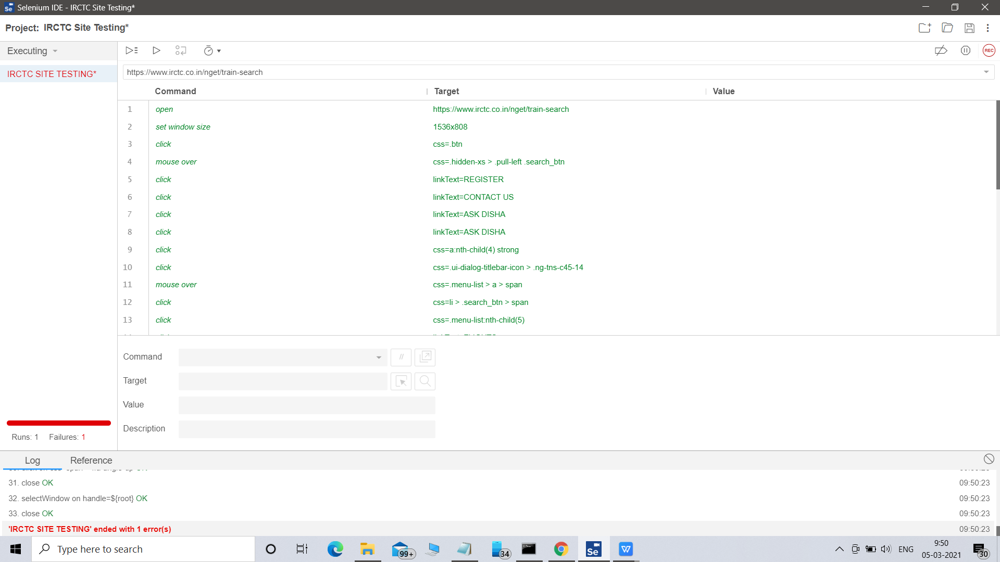 Se Selenium IDE - IRCTC Site Testing*
Project: IRCTC Site Testing*
Executing
REC
IRCTC SITE TESTING*
https://www.irctc.co.in/nget/train-search
Command Target Value
1 open https://www.irctc.co.in/nget/train-search
2 set window size 1536x808
3 click css=.btn
4 mouse over css=.hidden-xs > .pull-left .search_btn
5 click linkText=REGISTER
6 click linkText=CONTACT US
7 click linkText=ASK DISHA
8 click linkText=ASK DISHA
9 click css=a:nth-child(4) strong
10 click css=.ui-dialog-titlebar-icon > .ng-tns-c45-14
11 mouse over css=.menu-list > a > span
12 click css=li > .search_btn > span
13 click css=.menu-list:nth-child(5)
Command //
Target
Value
Description
Runs: 1 Failures: 1
Log Reference
31. close OK 09:50:23
32. selectWindow on handle=${root} OK 09:50:23
33. close OK 09:50:23
'IRCTC SITE TESTING' ended with 1 error(s) 09:50:23
Type here to search
99+
34
Se
W
ENG
9:50
05-03-2021
30